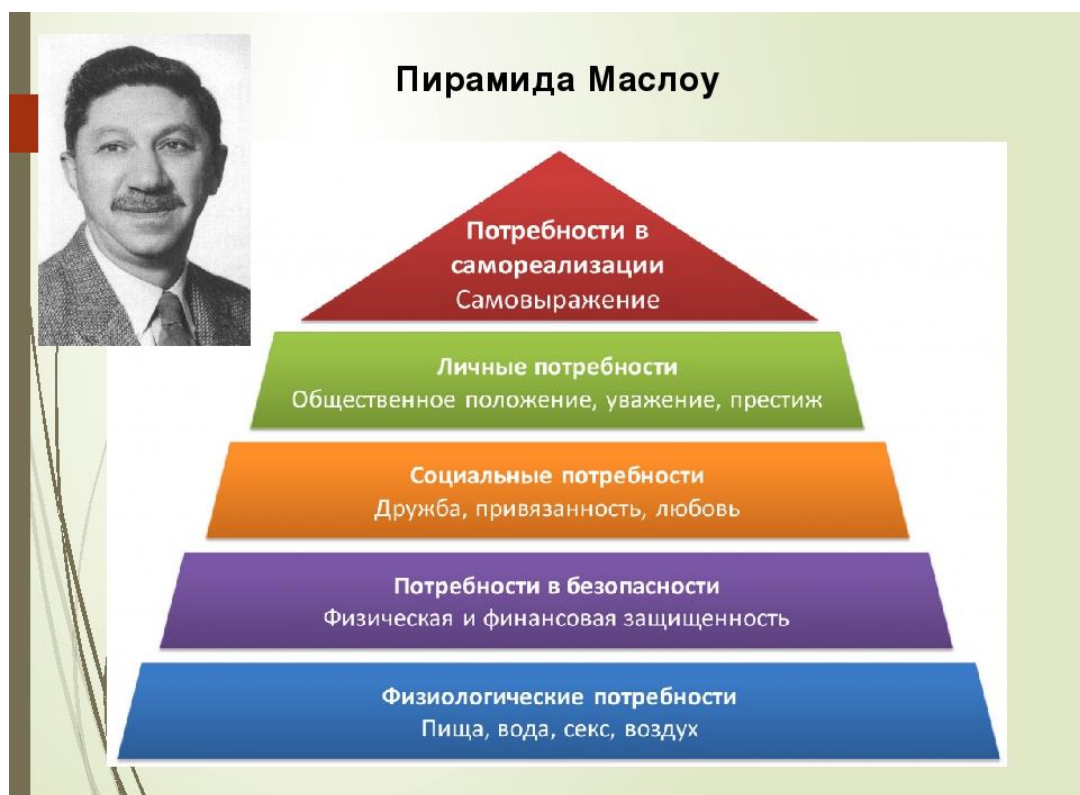 Пирамида Маслоу
Потребности в
самореализации
Самовыражение
Личные потребности
Общественное положение, уважение, престиж
Социальные потребности
Дружба, привязанность, любовь
Потребности в безопасности
Физическая и финансовая защищенность
Физиологические потребности
Пища, вода, секс, воздух